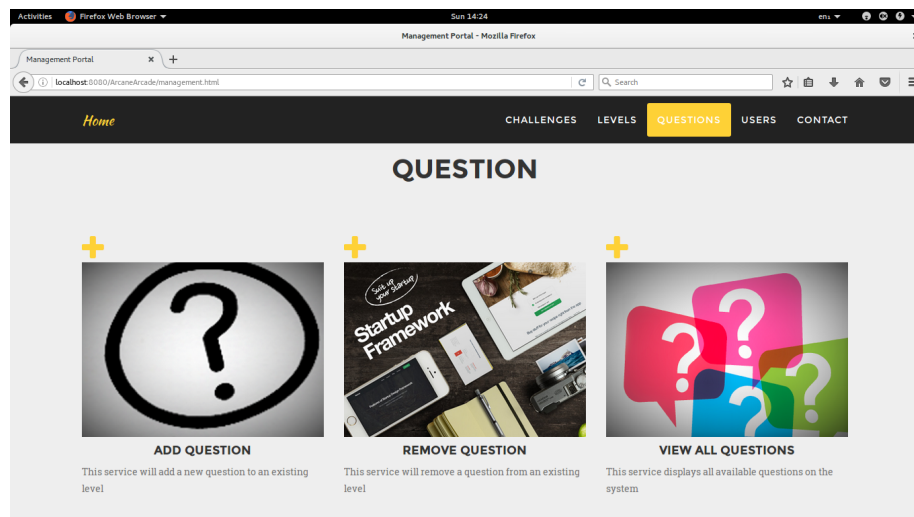 Activities Firefox Web Browser Sun 14:24 en₁
Management Portal - Mozilla Firefox
Management Portal × +
localhost:8080/ArcaneArcade/management.html Search
Home CHALLENGES LEVELS QUESTIONS USERS CONTACT
QUESTION
? ? ? ? ?
Suit up
your startup!
Startup
Framework
ADD QUESTION REMOVE QUESTION VIEW ALL QUESTIONS
This service will add a new question to an existing This service will remove a question from an existing This service displays all available questions on the
level level system